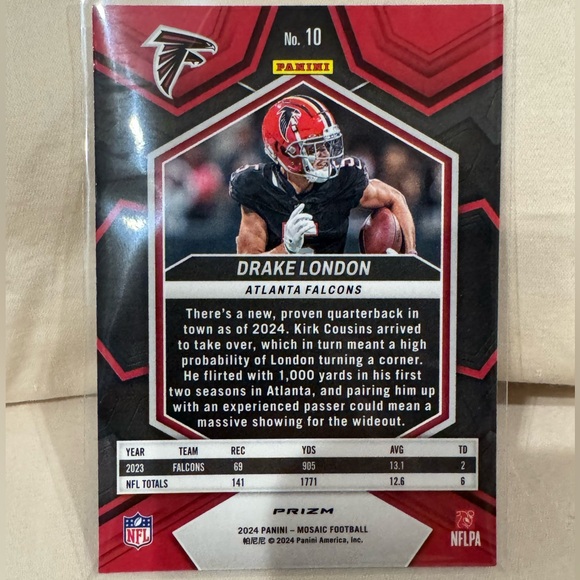 No. 10
PANINI
DRAKE LONDON
ATLANTA FALCONS
There's a new, proven quarterback in
town as of 2024. Kirk Cousins arrived
to take over, which in turn meant a high
probability of London turning a corner.
He flirted with 1,000 yards in his first
two seasons in Atlanta, and pairing him up
with an experienced passer could mean a
massive showing for the wideout.
YEAR TEAM REC YDS AVG TD
2023 FALCONS 69 905 13.1 2
NFL TOTALS 141 1771 12.6 6
PRIZM
2024 PANINI – MOSAIC FOOTBALL
帕尼尼 © 2024 Panini America, Inc.
NFL
NFLPA